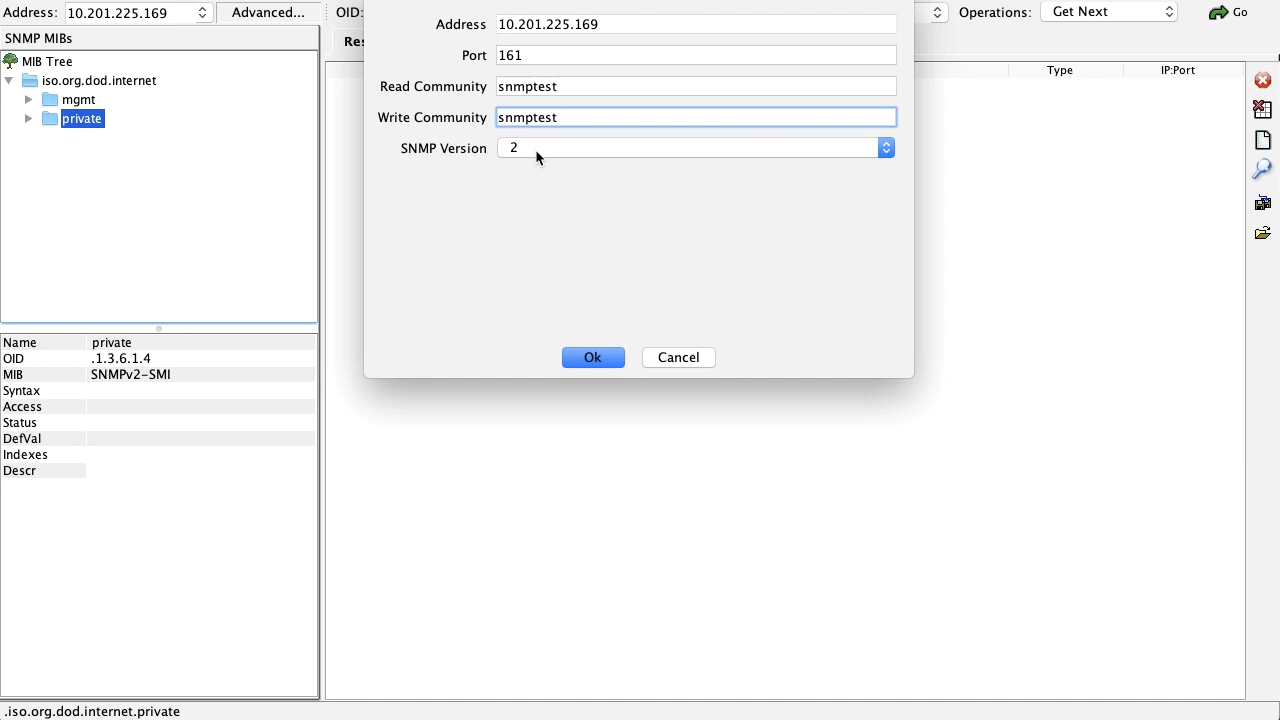 Address: 10.201.225.169 Advanced... OID: Operations: Get Next Go
SNMP MIBs
MIB Tree
iso.org.dod.internet
mgmt
private
Name private
OID .1.3.6.1.4
MIB SNMPv2-SMI
Syntax
Access
Status
DefVal
Indexes
Descr
Address 10.201.225.169
Port 161
Read Community snmptest
Write Community snmptest
SNMP Version 2
Ok Cancel
Type IP:Port
.iso.org.dod.internet.private